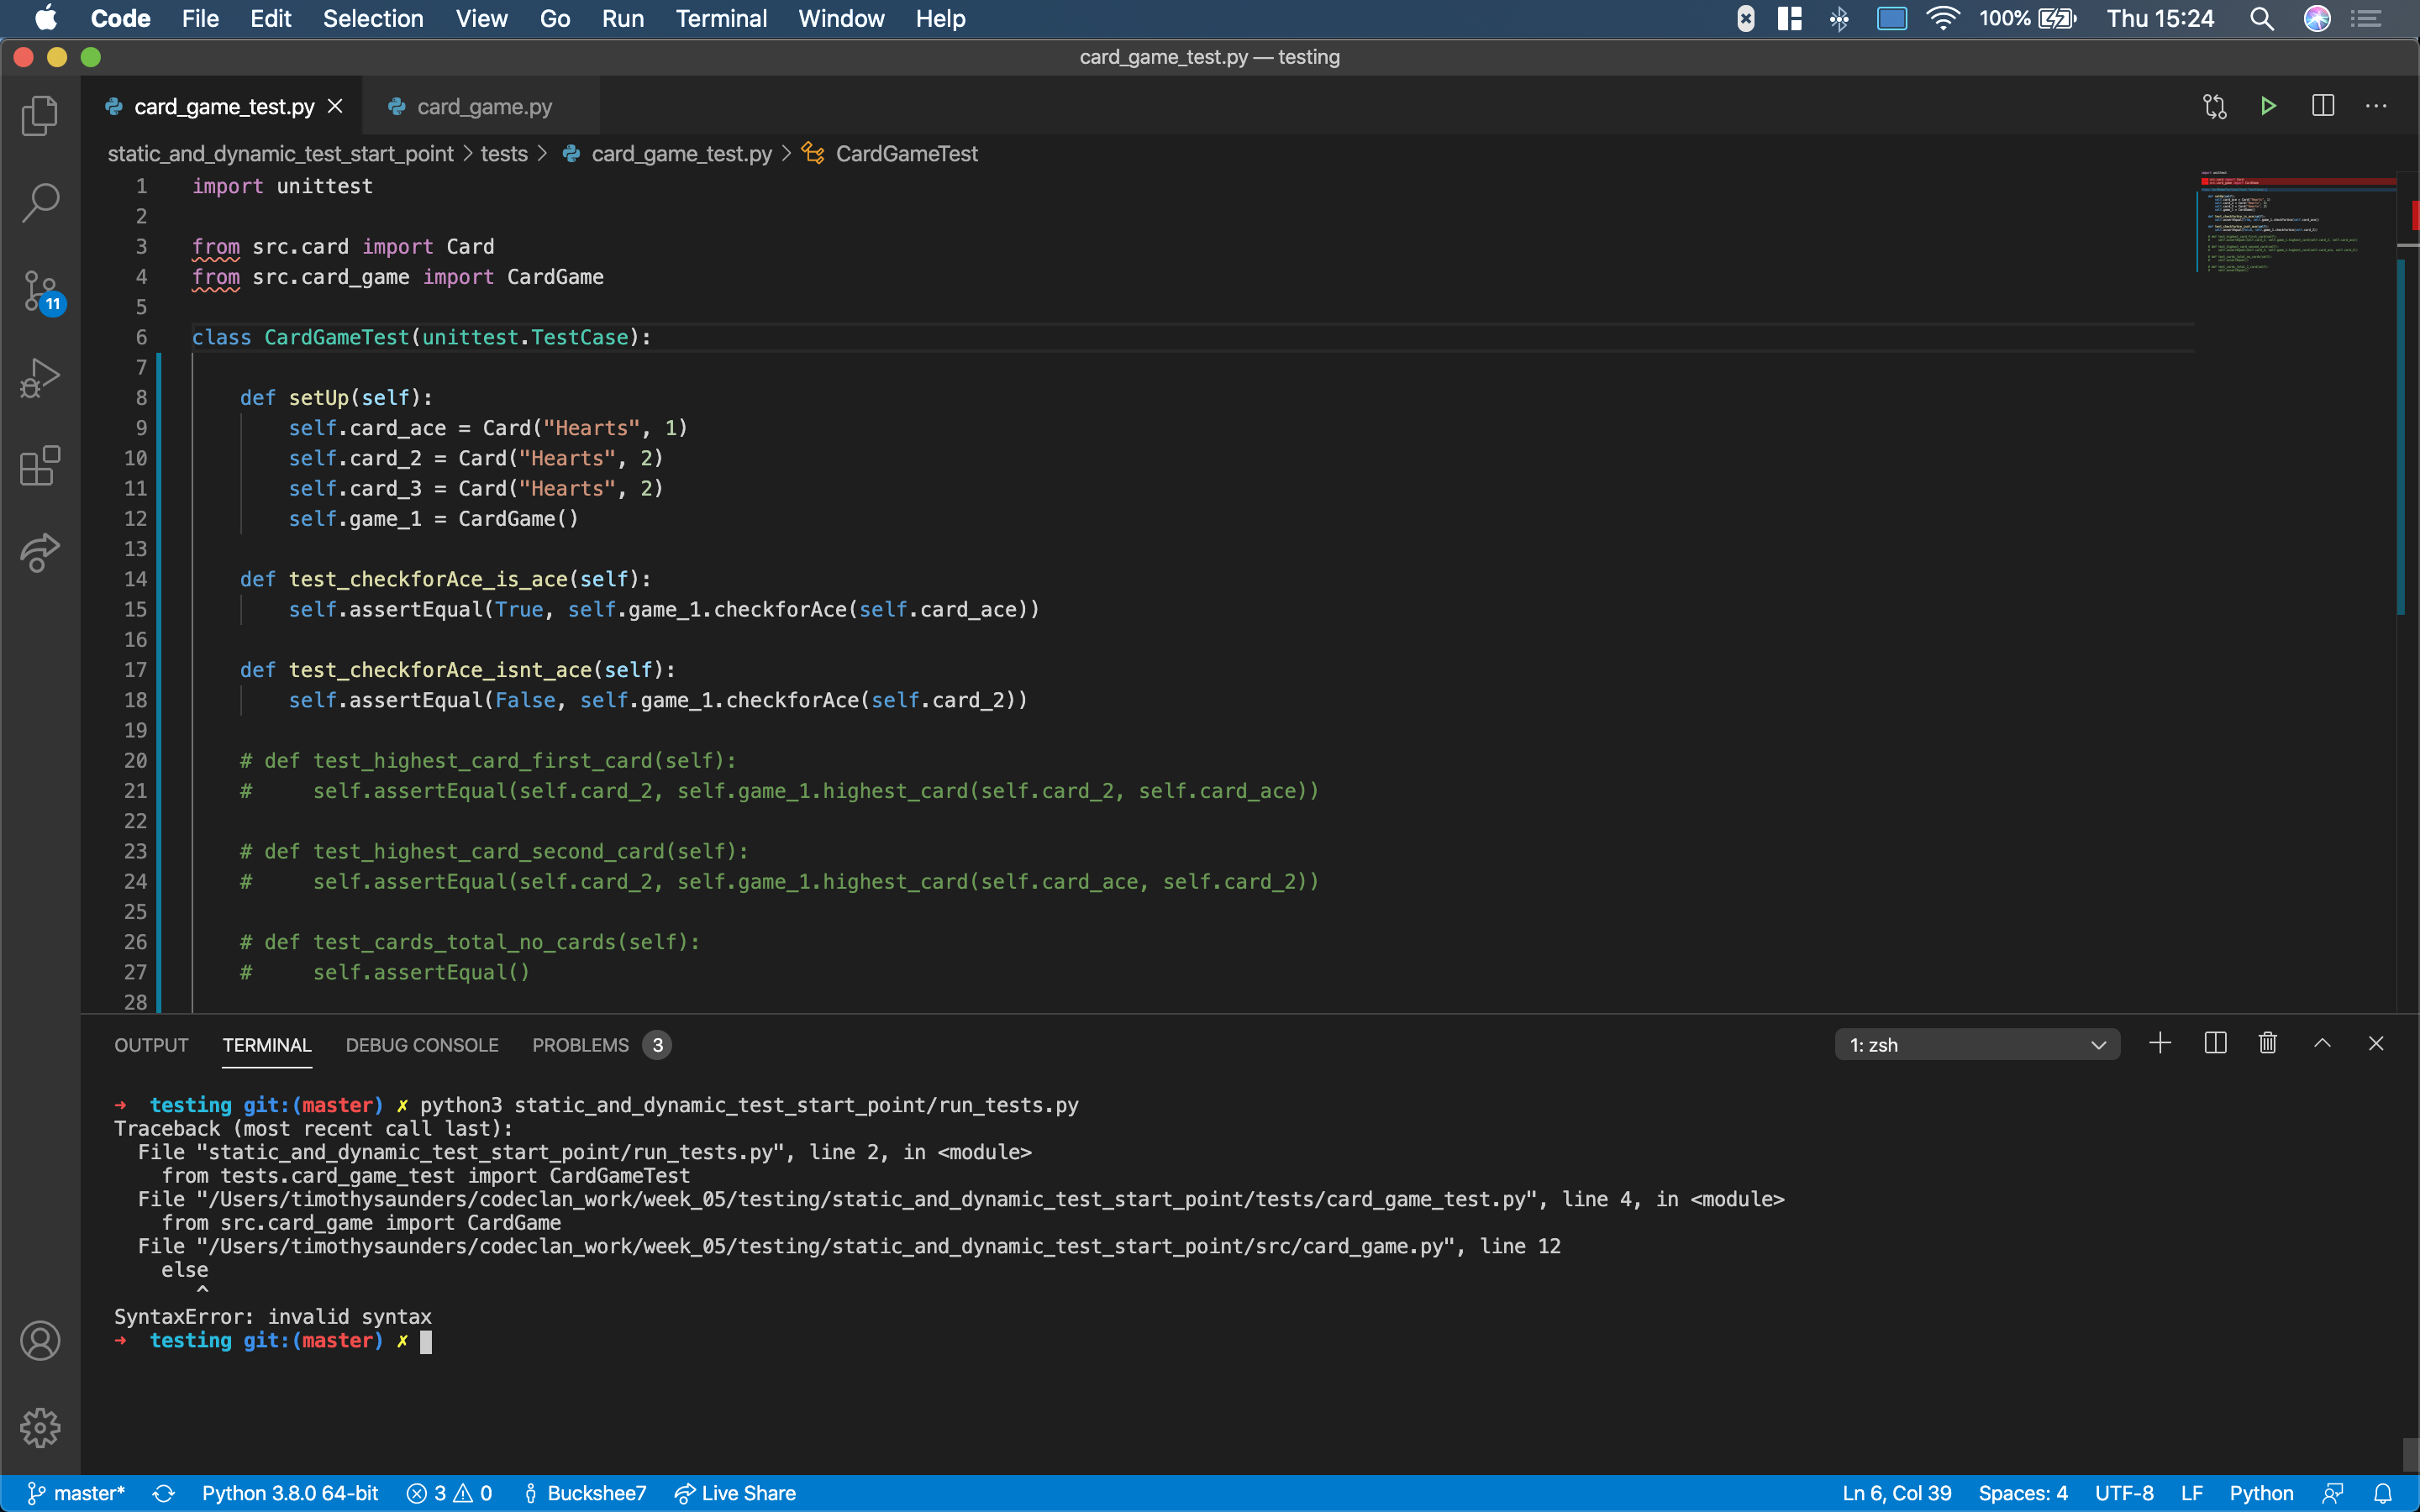 Code File Edit Selection View Go Run Terminal Window Help 100% Thu 15:24
card_game_test.py — testing
card_game_test.py card_game.py
static_and_dynamic_test_start_point > tests > card_game_test.py > CardGameTest
1 import unittest
2
3 from src.card import Card
4 from src.card_game import CardGame
5
6 class CardGameTest(unittest.TestCase):
7
8 def setUp(self):
9 self.card_ace = Card("Hearts", 1)
10 self.card_2 = Card("Hearts", 2)
11 self.card_3 = Card("Hearts", 2)
12 self.game_1 = CardGame()
13
14 def test_checkforAce_is_ace(self):
15 self.assertEqual(True, self.game_1.checkforAce(self.card_ace))
16
17 def test_checkforAce_isnt_ace(self):
18 self.assertEqual(False, self.game_1.checkforAce(self.card_2))
19
20 # def test_highest_card_first_card(self):
21 # self.assertEqual(self.card_2, self.game_1.highest_card(self.card_2, self.card_ace))
22
23 # def test_highest_card_second_card(self):
24 # self.assertEqual(self.card_2, self.game_1.highest_card(self.card_ace, self.card_2))
25
26 # def test_cards_total_no_cards(self):
27 # self.assertEqual()
28
11
OUTPUT TERMINAL DEBUG CONSOLE PROBLEMS 3 1: zsh
→ testing git:(master) ✗ python3 static_and_dynamic_test_start_point/run_tests.py
Traceback (most recent call last):
File "static_and_dynamic_test_start_point/run_tests.py", line 2, in <module>
from tests.card_game_test import CardGameTest
File "/Users/timothysaunders/codeclan_work/week_05/testing/static_and_dynamic_test_start_point/tests/card_game_test.py", line 4, in <module>
from src.card_game import CardGame
File "/Users/timothysaunders/codeclan_work/week_05/testing/static_and_dynamic_test_start_point/src/card_game.py", line 12
else
^
SyntaxError: invalid syntax
→ testing git:(master) ✗
master* Python 3.8.0 64-bit 3 0 Buckshee7 Live Share Ln 6, Col 39 Spaces: 4 UTF-8 LF Python